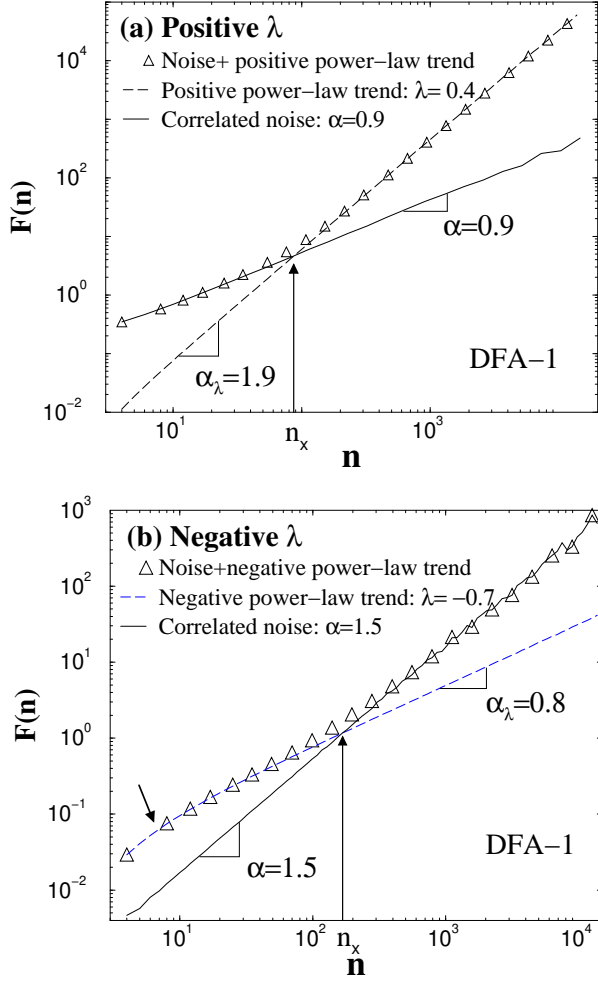 (a) Positive λ
10^4
Noise+ positive power−law trend
Positive power−law trend: λ= 0.4
Correlated noise: α=0.9
10^2
F(n)
α=0.9
10^0
α_λ=1.9
DFA−1
10^−2
10^1
n_x
10^3
n
10^3
(b) Negative λ
Noise+negative power−law trend
10^2
Negative power−law trend: λ= −0.7
Correlated noise: α=1.5
10^1
α_λ=0.8
F(n)
10^0
10^−1
DFA−1
α=1.5
10^−2
10^1
10^2
n_x
10^3
10^4
n